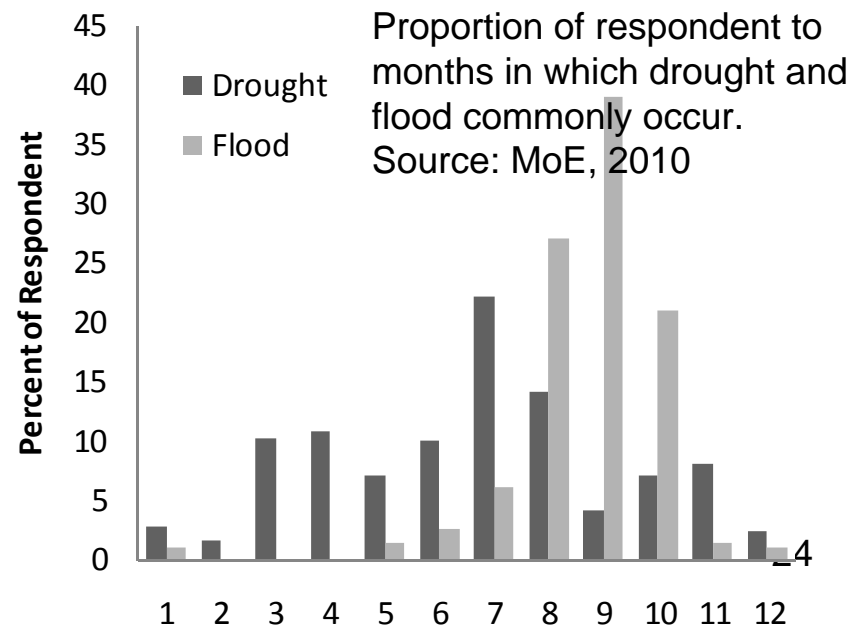 Proportion of respondent to
months in which drought and
flood commonly occur.
Source: MoE, 2010
Drought
Flood
Percent of Respondent
45
40
35
30
25
20
15
10
5
0
1 2 3 4 5 6 7 8 9 10 11 12
24